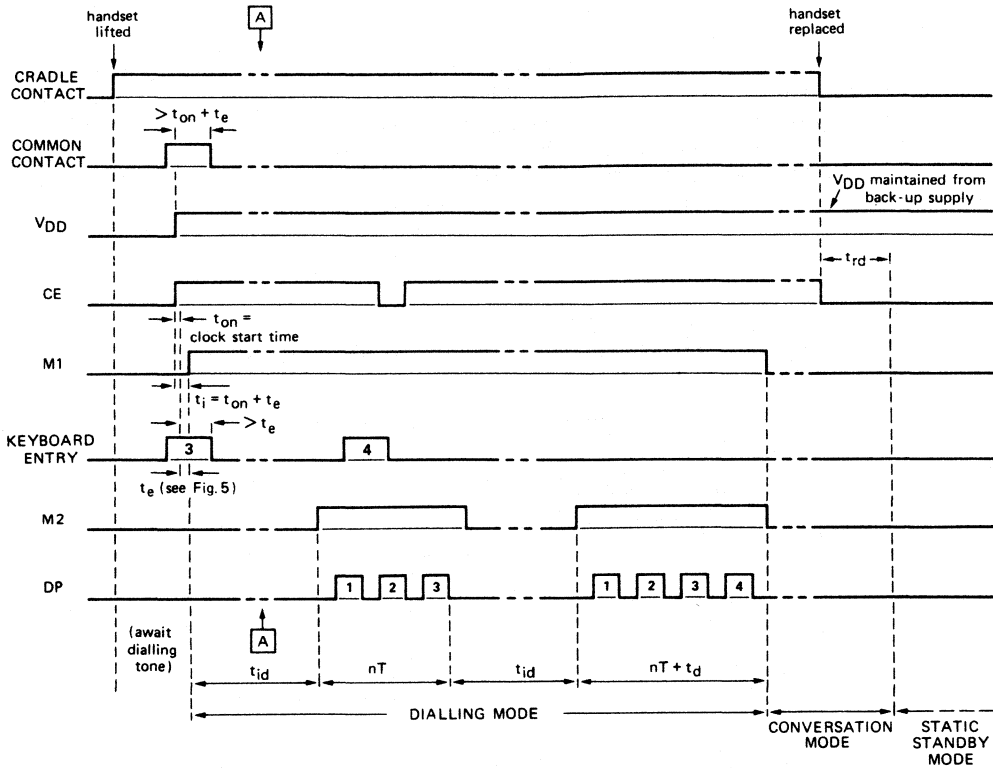 handset
lifted
A
handset
replaced
CRADLE
CONTACT
> ton + te
COMMON
CONTACT
VDD
VDD maintained from
back-up supply
trd
CE
ton =
clock start time
M1
ti = ton + te
> te
KEYBOARD
ENTRY
3
4
te (see Fig. 5)
M2
DP
1
2
3
1
2
3
4
(await
dialling
tone)
A
tid
nT
tid
nT + td
DIALLING MODE
CONVERSATION
MODE
STATIC
STANDBY
MODE